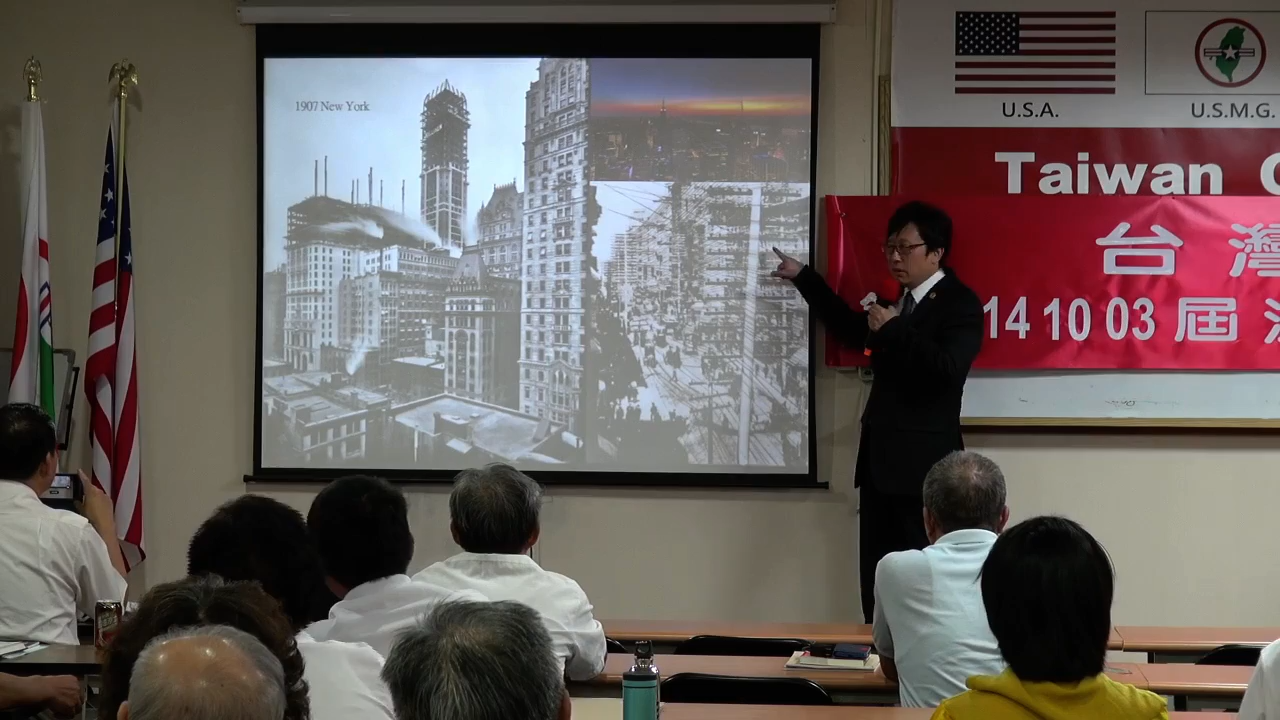 1907 New York
U.S.A.
U.S.M.G.
Taiwan
台灣
14 10 03 屆